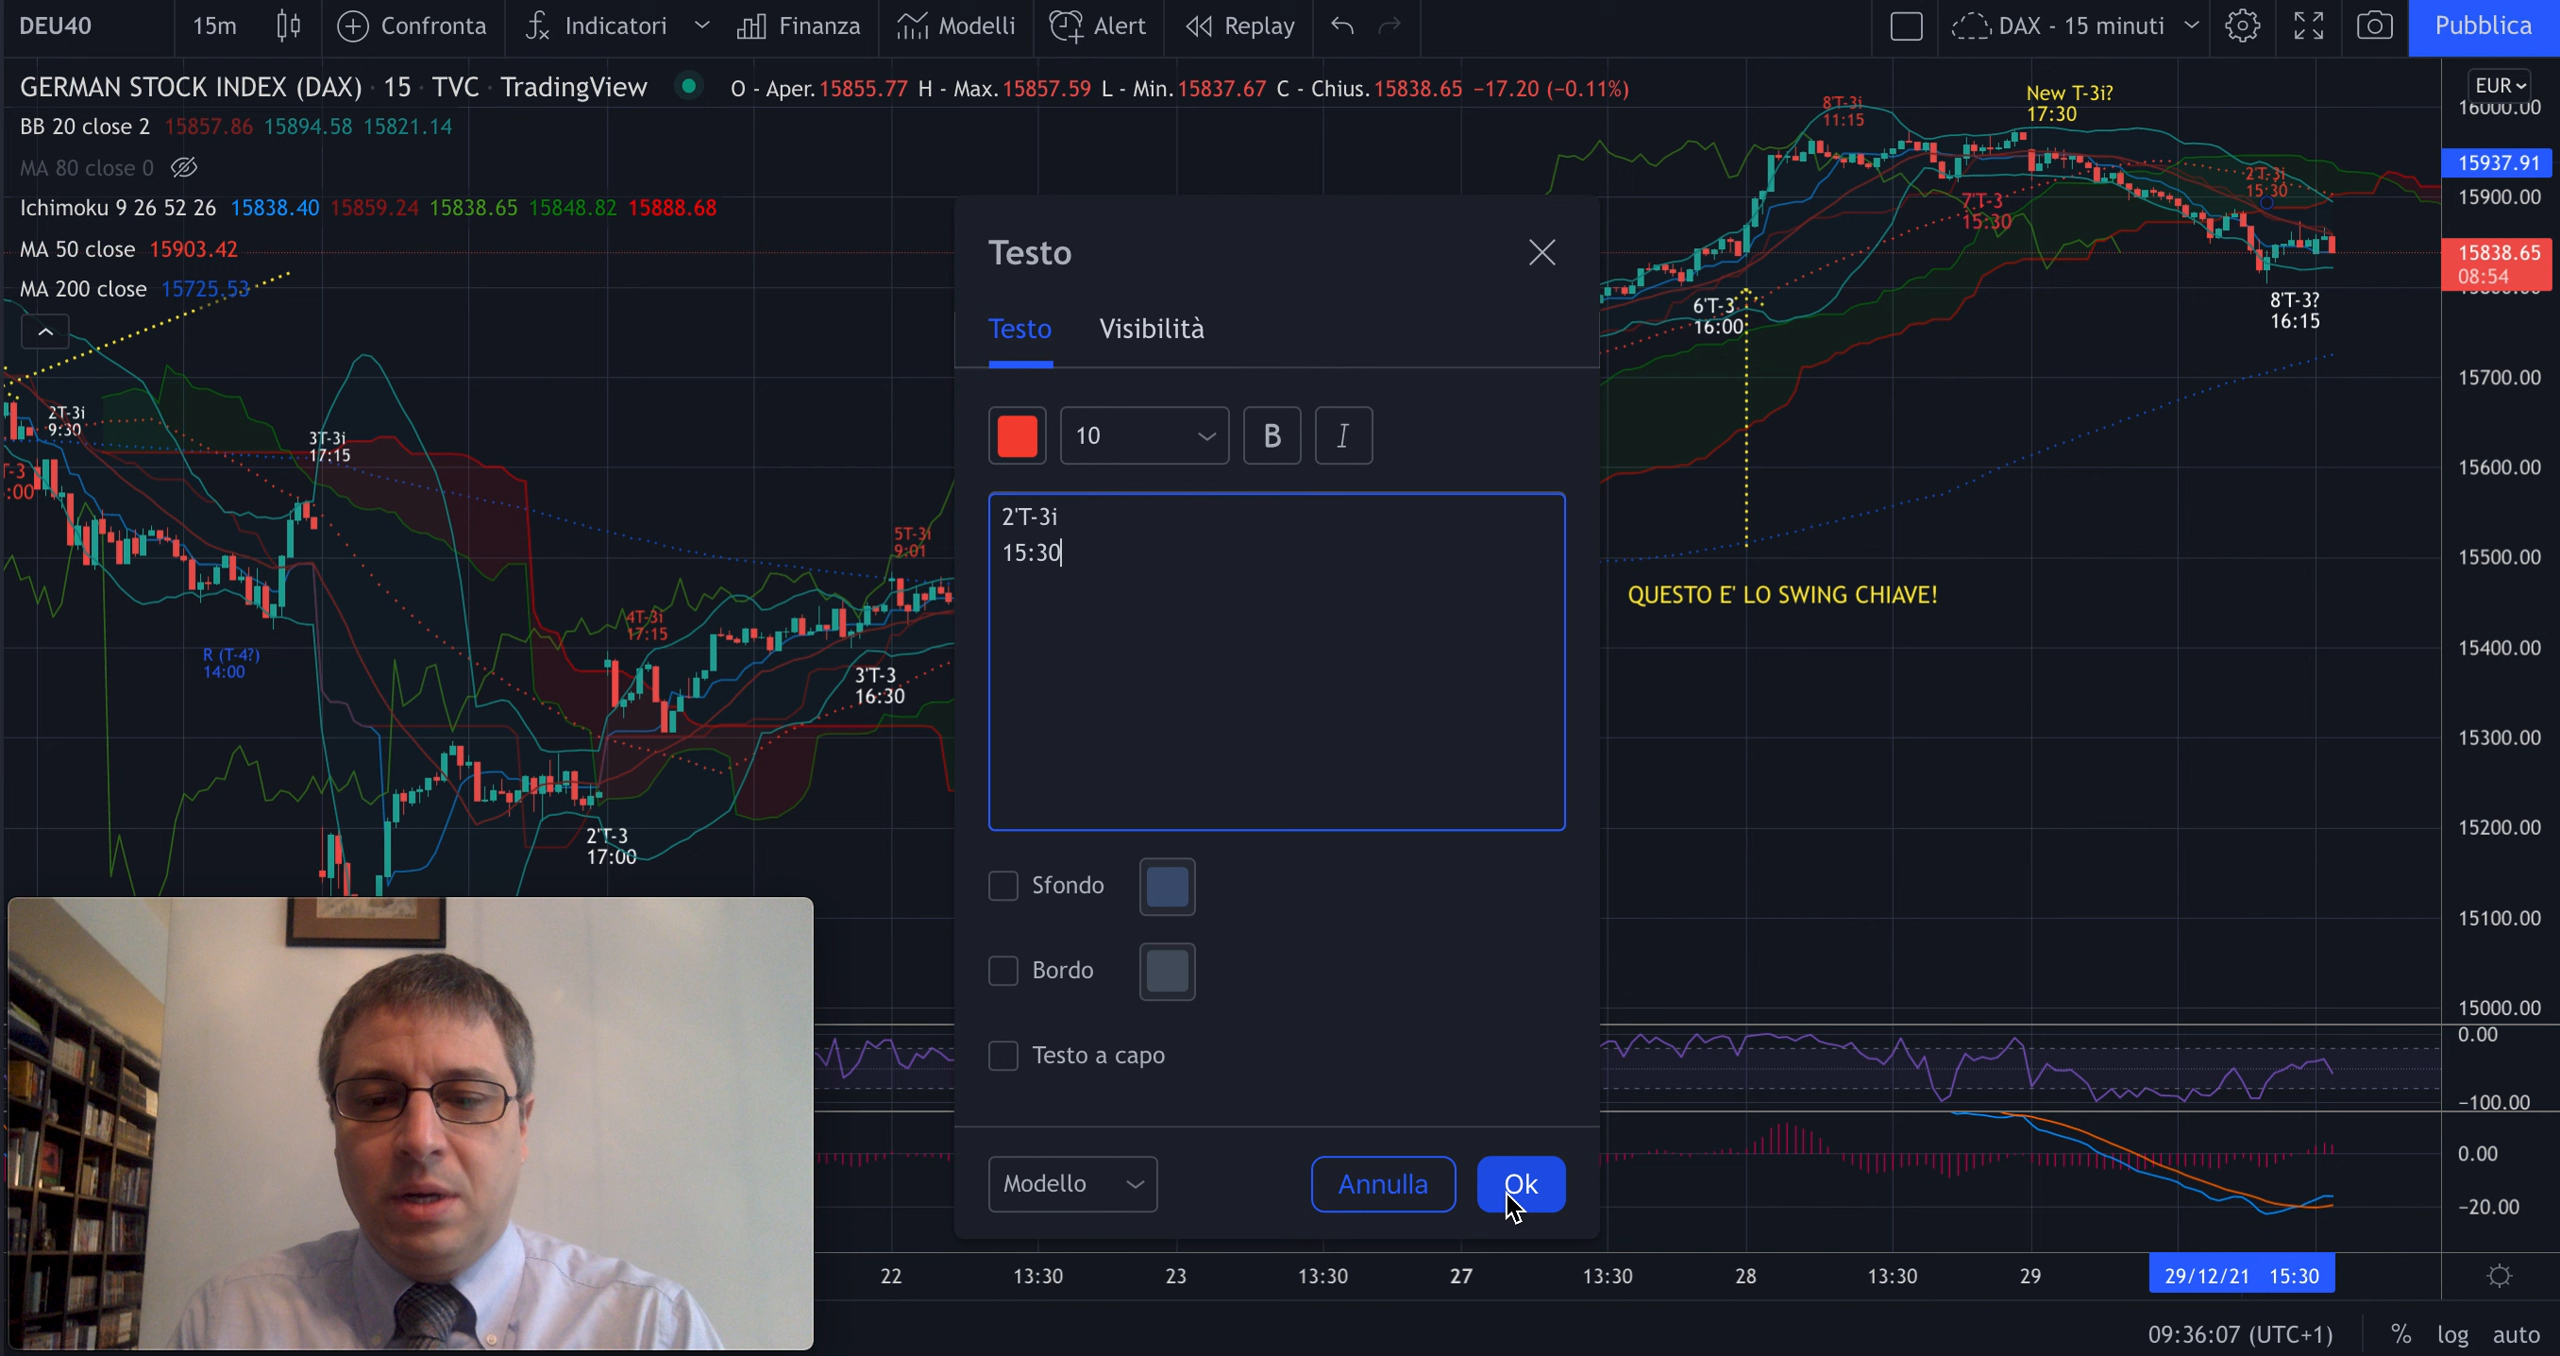 DEU40
15m
Confronta
Indicatori
Finanza
Modelli
Alert
Replay
DAX - 15 minuti
Pubblica
GERMAN STOCK INDEX (DAX) · 15 · TVC · TradingView
O - Aper.15855.77 H - Max.15857.59 L - Min.15837.67 C - Chius.15838.65 −17.20 (−0.11%)
BB 20 close 2 15857.86 15894.58 15821.14
MA 80 close 0
Ichimoku 9 26 52 26 15838.40 15859.24 15838.65 15848.82 15888.68
MA 50 close 15903.42
MA 200 close 15725.53
EUR
16000.00
15937.91
15900.00
15838.65
08:54
15700.00
15600.00
15500.00
15400.00
15300.00
15200.00
15100.00
15000.00
0.00
−100.00
0.00
−20.00
2T-3i
9:30
3T-3i
17:15
T-3
:00
R (T-4?)
14:00
4T-3i
17:15
5T-3i
9:01
3'T-3
16:30
2'T-3
17:00
8'T-3i
11:15
New T-3i?
17:30
7'T-3
15:30
2'T-3i
15:30
6'T-3
16:00
8'T-3?
16:15
QUESTO E' LO SWING CHIAVE!
Testo
Testo
Visibilità
10
B
I
2'T-3i
15:30
Sfondo
Bordo
Testo a capo
Modello
Annulla
Ok
22
13:30
23
13:30
27
13:30
28
13:30
29
29/12/21 15:30
09:36:07 (UTC+1)
%
log
auto